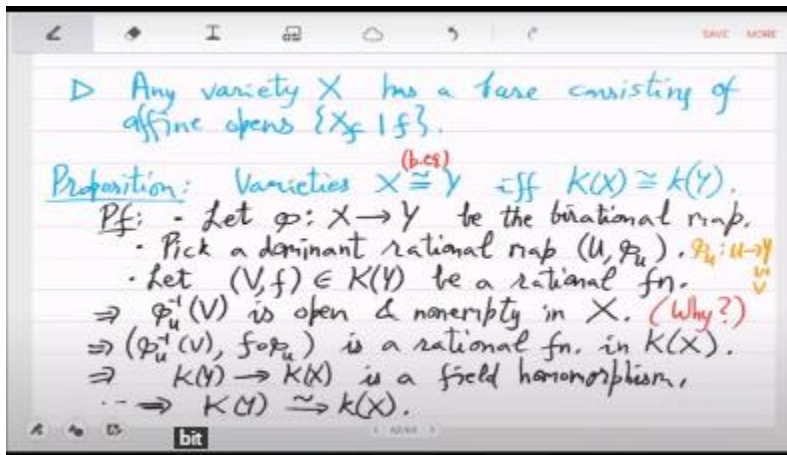 SAVE MORE
▷ Any variety X has a base consisting of
affine opens {X_f | f}.
(b.eq)
Proposition: Varieties X ≅ Y iff K(X) ≅ K(Y).
Pf: · Let φ: X → Y be the birational map.
· Pick a dominant rational map (U, φ_u). φ_u: U → Y
· Let (V, f) ∈ K(Y) be a rational fn. V
⇒ φ_u⁻¹(V) is open & nonempty in X. (Why?)
⇒ (φ_u⁻¹(V), f∘φ_u) is a rational fn. in K(X).
⇒ K(Y) → K(X) is a field homomorphism,
··· ⇒ K(Y) ⥲ K(X).
bit